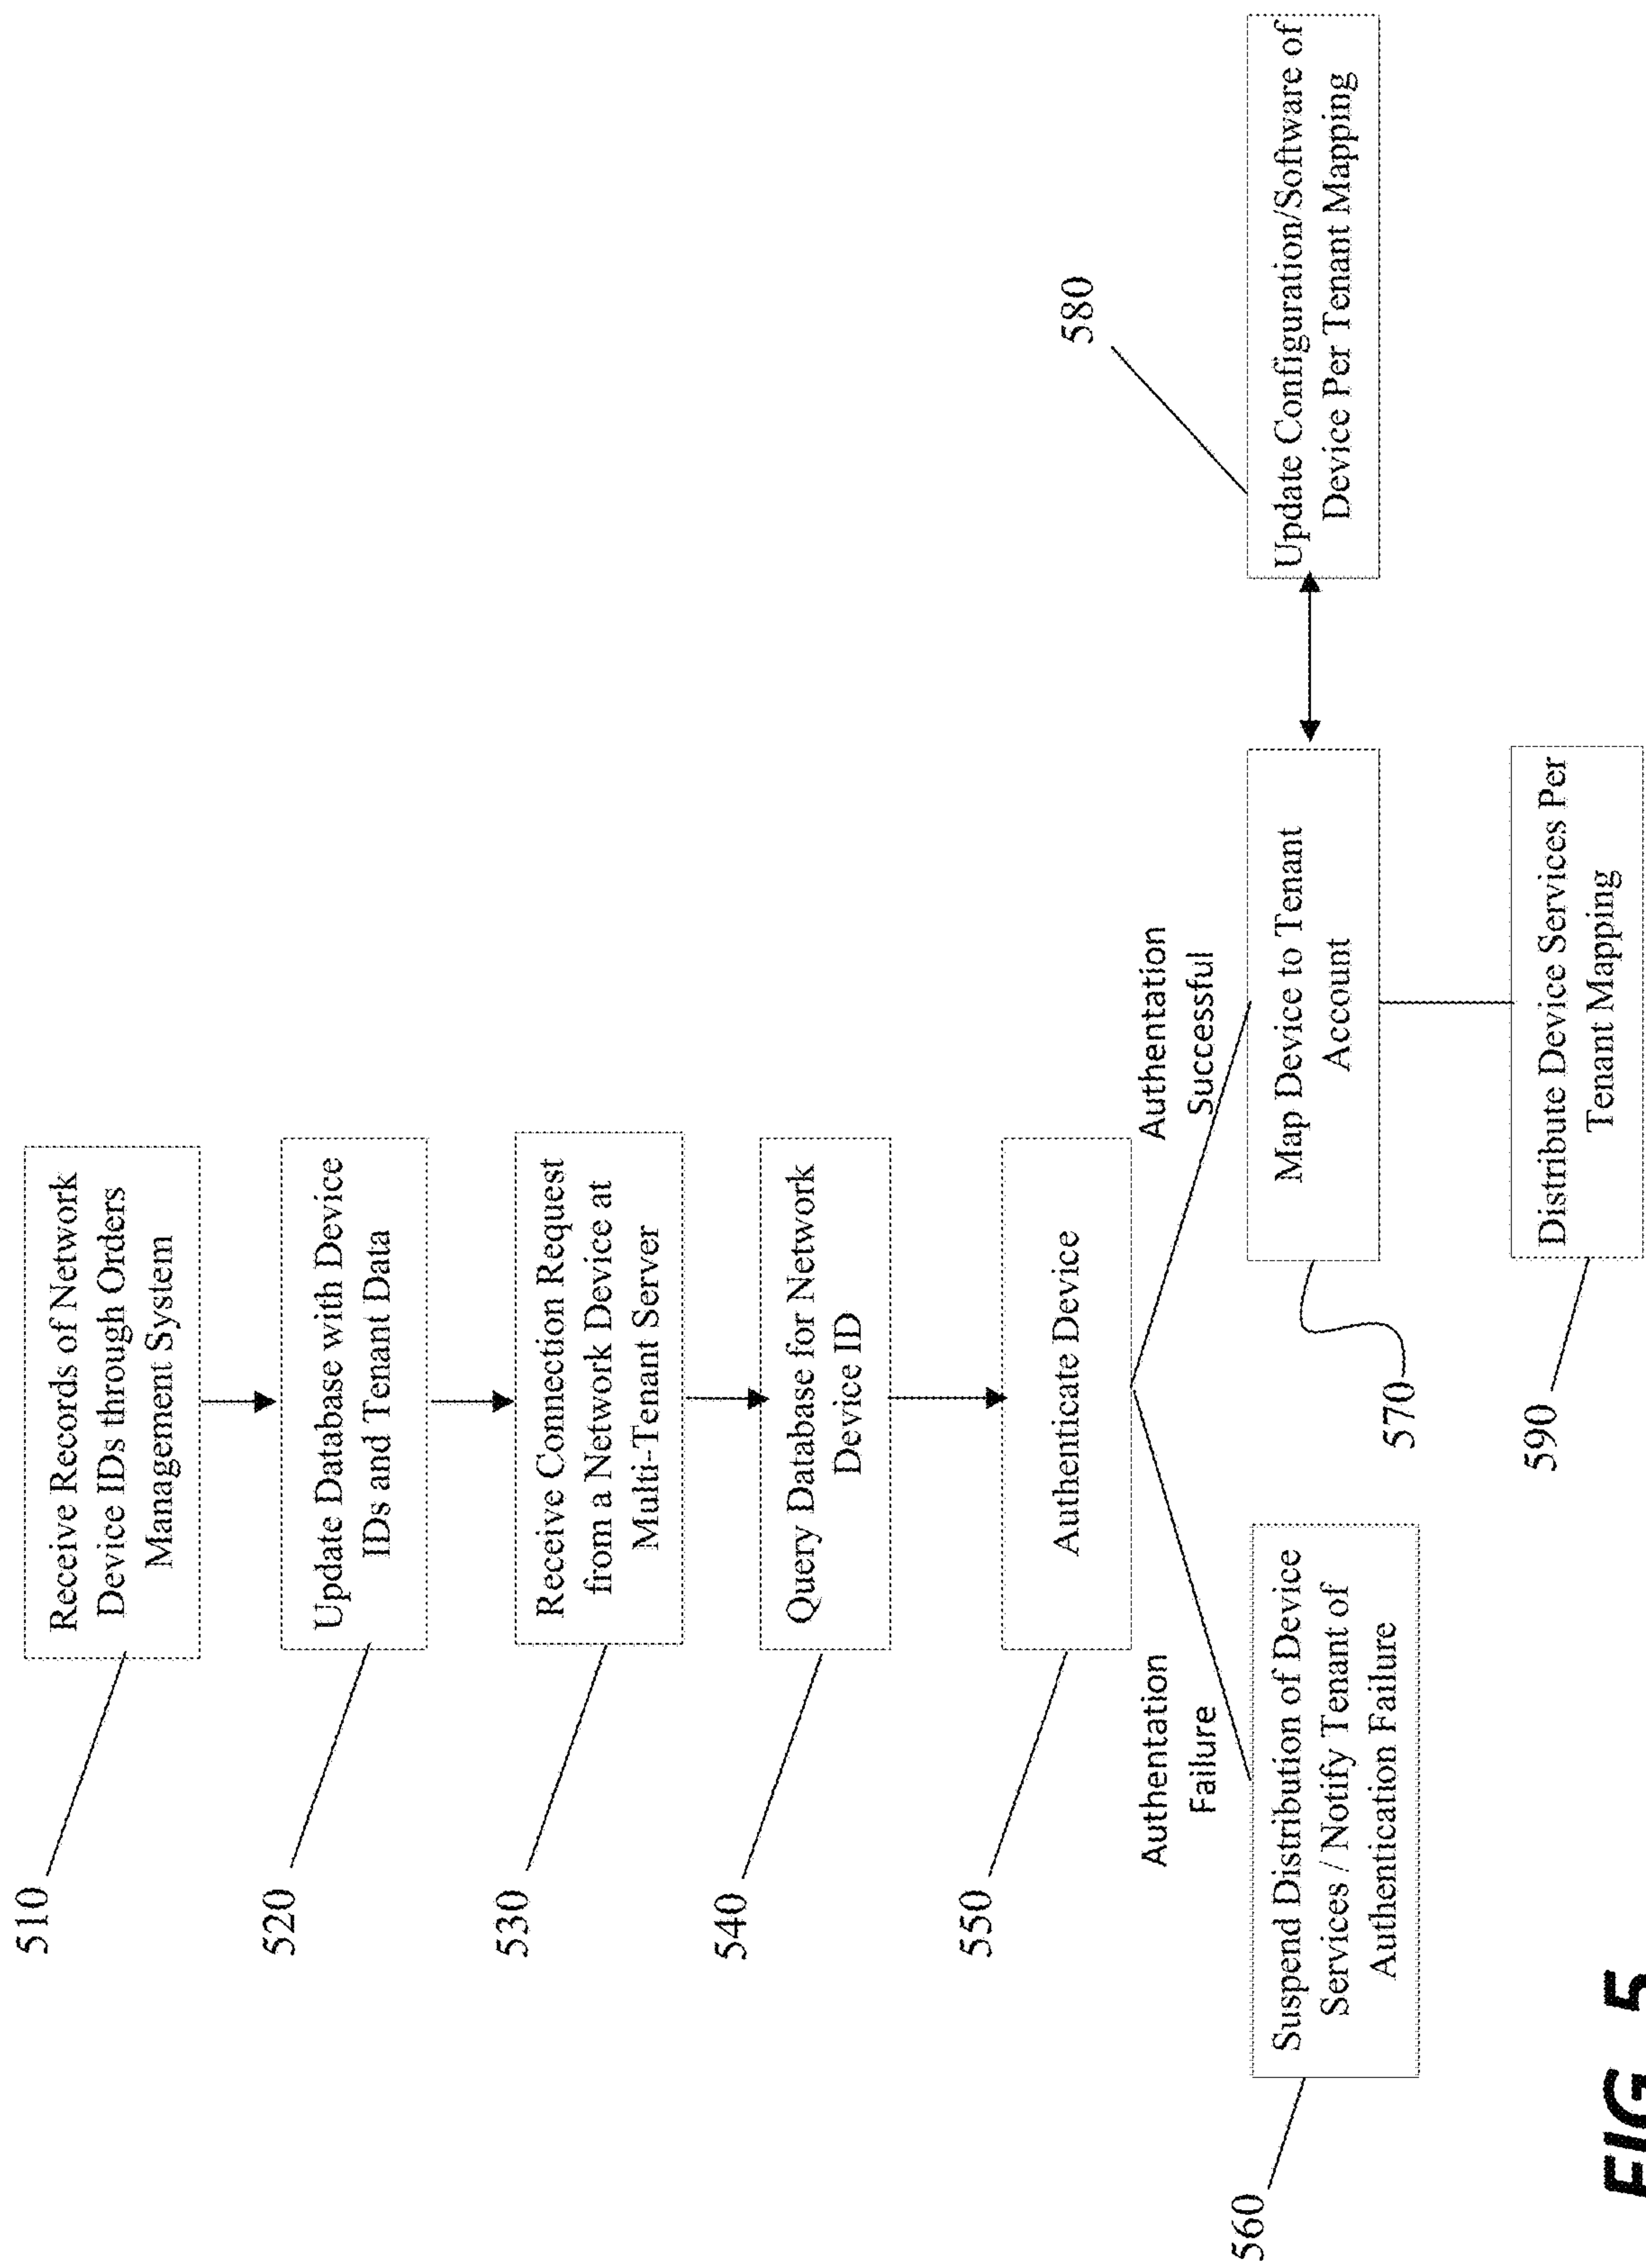 510
Receive Records of Network
Device IDs through Orders
Management System
520
Update Database with Device
IDs and Tenant Data
530
Receive Connection Request
from a Network Device at
Multi-Tenant Server
540
Query Database for Network
Device ID
550
Authenticate Device
Authentation
Failure
Authentation
Successful
560
Suspend Distribution of Device
Services / Notify Tenant of
Authentication Failure
570
Map Device to Tenant
Account
580
Update Configuration/Software of
Device Per Tenant Mapping
590
Distribute Device Services Per
Tenant Mapping
FIG. 5